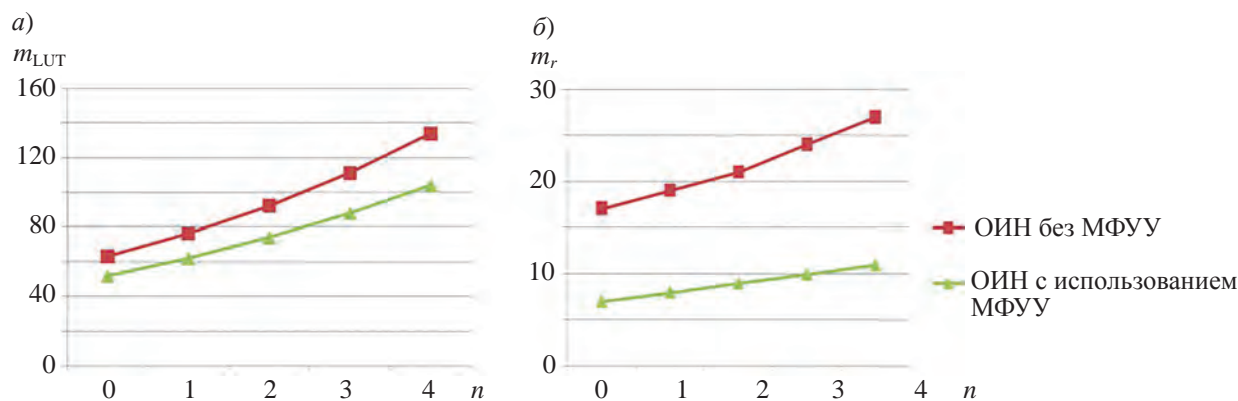 а)
m_LUT
160
120
80
40
0
0 1 2 3 4 n
б)
m_r
30
20
10
0
0 1 2 3 4 n
ОИН без МФУУ
ОИН с использованием
МФУУ